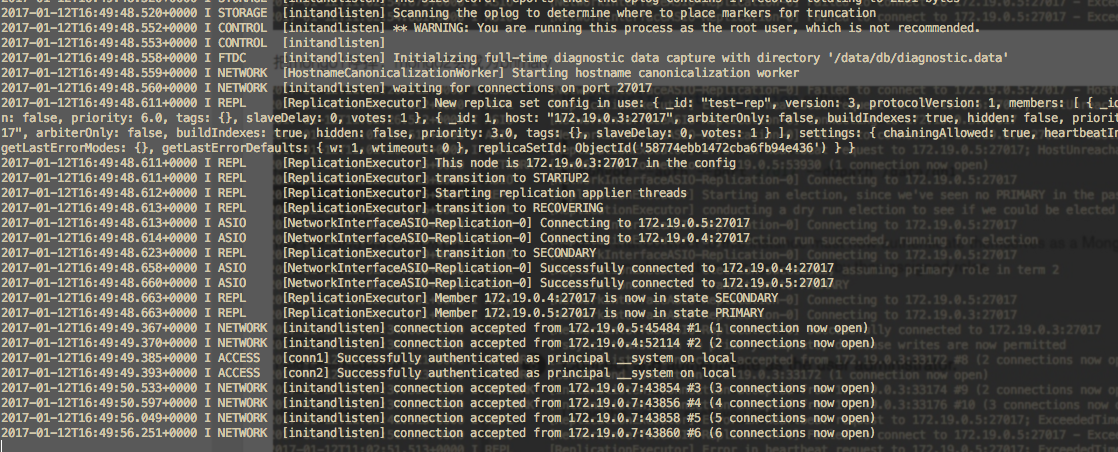 2017-01-12T16:49:48.520+0000 I STORAGE  [initandlisten] Scanning the oplog to determine where to place markers for truncation
2017-01-12T16:49:48.552+0000 I CONTROL  [initandlisten] ** WARNING: You are running this process as the root user, which is not recommended.
2017-01-12T16:49:48.553+0000 I CONTROL  [initandlisten]
2017-01-12T16:49:48.558+0000 I FTDC     [initandlisten] Initializing full-time diagnostic data capture with directory '/data/db/diagnostic.data'
2017-01-12T16:49:48.559+0000 I NETWORK  [HostnameCanonicalizationWorker] Starting hostname canonicalization worker
2017-01-12T16:49:48.560+0000 I NETWORK  [initandlisten] waiting for connections on port 27017
2017-01-12T16:49:48.611+0000 I REPL     [ReplicationExecutor] New replica set config in use: { _id: "test-rep", version: 3, protocolVersion: 1, members: [ { _id
n: false, priority: 6.0, tags: {}, slaveDelay: 0, votes: 1 }, { _id: 1, host: "172.19.0.3:27017", arbiterOnly: false, buildIndexes: true, hidden: false, priorit
17", arbiterOnly: false, buildIndexes: true, hidden: false, priority: 3.0, tags: {}, slaveDelay: 0, votes: 1 } ], settings: { chainingAllowed: true, heartbeatIn
getLastErrorModes: {}, getLastErrorDefaults: { w: 1, wtimeout: 0 }, replicaSetId: ObjectId('58774ebb1472cba6fb94e436') } }
2017-01-12T16:49:48.611+0000 I REPL     [ReplicationExecutor] This node is 172.19.0.3:27017 in the config
2017-01-12T16:49:48.611+0000 I REPL     [ReplicationExecutor] transition to STARTUP2
2017-01-12T16:49:48.612+0000 I REPL     [ReplicationExecutor] Starting replication applier threads
2017-01-12T16:49:48.613+0000 I REPL     [ReplicationExecutor] transition to RECOVERING
2017-01-12T16:49:48.613+0000 I ASIO     [NetworkInterfaceASIO-Replication-0] Connecting to 172.19.0.5:27017
2017-01-12T16:49:48.614+0000 I ASIO     [NetworkInterfaceASIO-Replication-0] Connecting to 172.19.0.4:27017
2017-01-12T16:49:48.623+0000 I REPL     [ReplicationExecutor] transition to SECONDARY
2017-01-12T16:49:48.658+0000 I ASIO     [NetworkInterfaceASIO-Replication-0] Successfully connected to 172.19.0.4:27017
2017-01-12T16:49:48.660+0000 I ASIO     [NetworkInterfaceASIO-Replication-0] Successfully connected to 172.19.0.5:27017
2017-01-12T16:49:48.663+0000 I REPL     [ReplicationExecutor] Member 172.19.0.4:27017 is now in state SECONDARY
2017-01-12T16:49:48.663+0000 I REPL     [ReplicationExecutor] Member 172.19.0.5:27017 is now in state PRIMARY
2017-01-12T16:49:49.367+0000 I NETWORK  [initandlisten] connection accepted from 172.19.0.5:45484 #1 (1 connection now open)
2017-01-12T16:49:49.370+0000 I NETWORK  [initandlisten] connection accepted from 172.19.0.4:52114 #2 (2 connections now open)
2017-01-12T16:49:49.385+0000 I ACCESS   [conn1] Successfully authenticated as principal __system on local
2017-01-12T16:49:49.393+0000 I ACCESS   [conn2] Successfully authenticated as principal __system on local
2017-01-12T16:49:50.533+0000 I NETWORK  [initandlisten] connection accepted from 172.19.0.7:43854 #3 (3 connections now open)
2017-01-12T16:49:50.597+0000 I NETWORK  [initandlisten] connection accepted from 172.19.0.7:43856 #4 (4 connections now open)
2017-01-12T16:49:56.049+0000 I NETWORK  [initandlisten] connection accepted from 172.19.0.7:43858 #5 (5 connections now open)
2017-01-12T16:49:56.251+0000 I NETWORK  [initandlisten] connection accepted from 172.19.0.7:43860 #6 (6 connections now open)